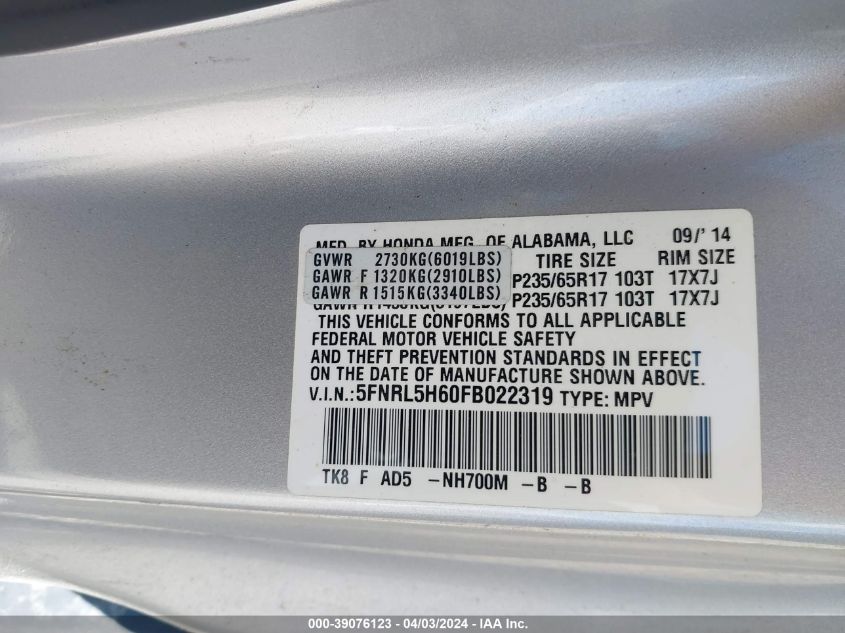 MFD. BY HONDA MFG. OF ALABAMA, LLC 09/'14
GVWR 2730KG(6019LBS) TIRE SIZE RIM SIZE
GAWR F 1320KG(2910LBS) P235/65R17 103T 17X7J
GAWR R 1515KG(3340LBS) P235/65R17 103T 17X7J
THIS VEHICLE CONFORMS TO ALL APPLICABLE
FEDERAL MOTOR VEHICLE SAFETY
AND THEFT PREVENTION STANDARDS IN EFFECT
ON THE DATE OF MANUFACTURE SHOWN ABOVE.
V.I.N.:5FNRL5H60FB022319 TYPE: MPV
TK8 F AD5 -NH700M -B -B
000-39076123 - 04/03/2024 - IAA Inc.